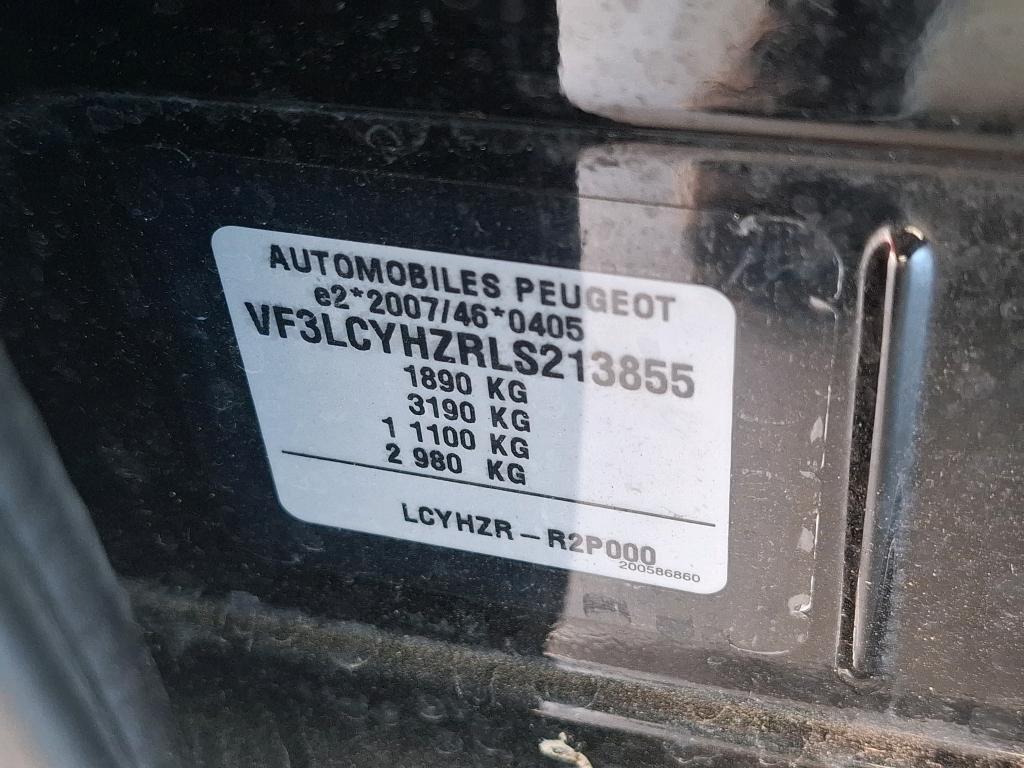 AUTOMOBILES PEUGEOT
e2*2007/46*0405
VF3LCYHZRLS213855
1890 KG
3190 KG
1 1100 KG
2 980 KG
LCYHZR – R2P000
200586860